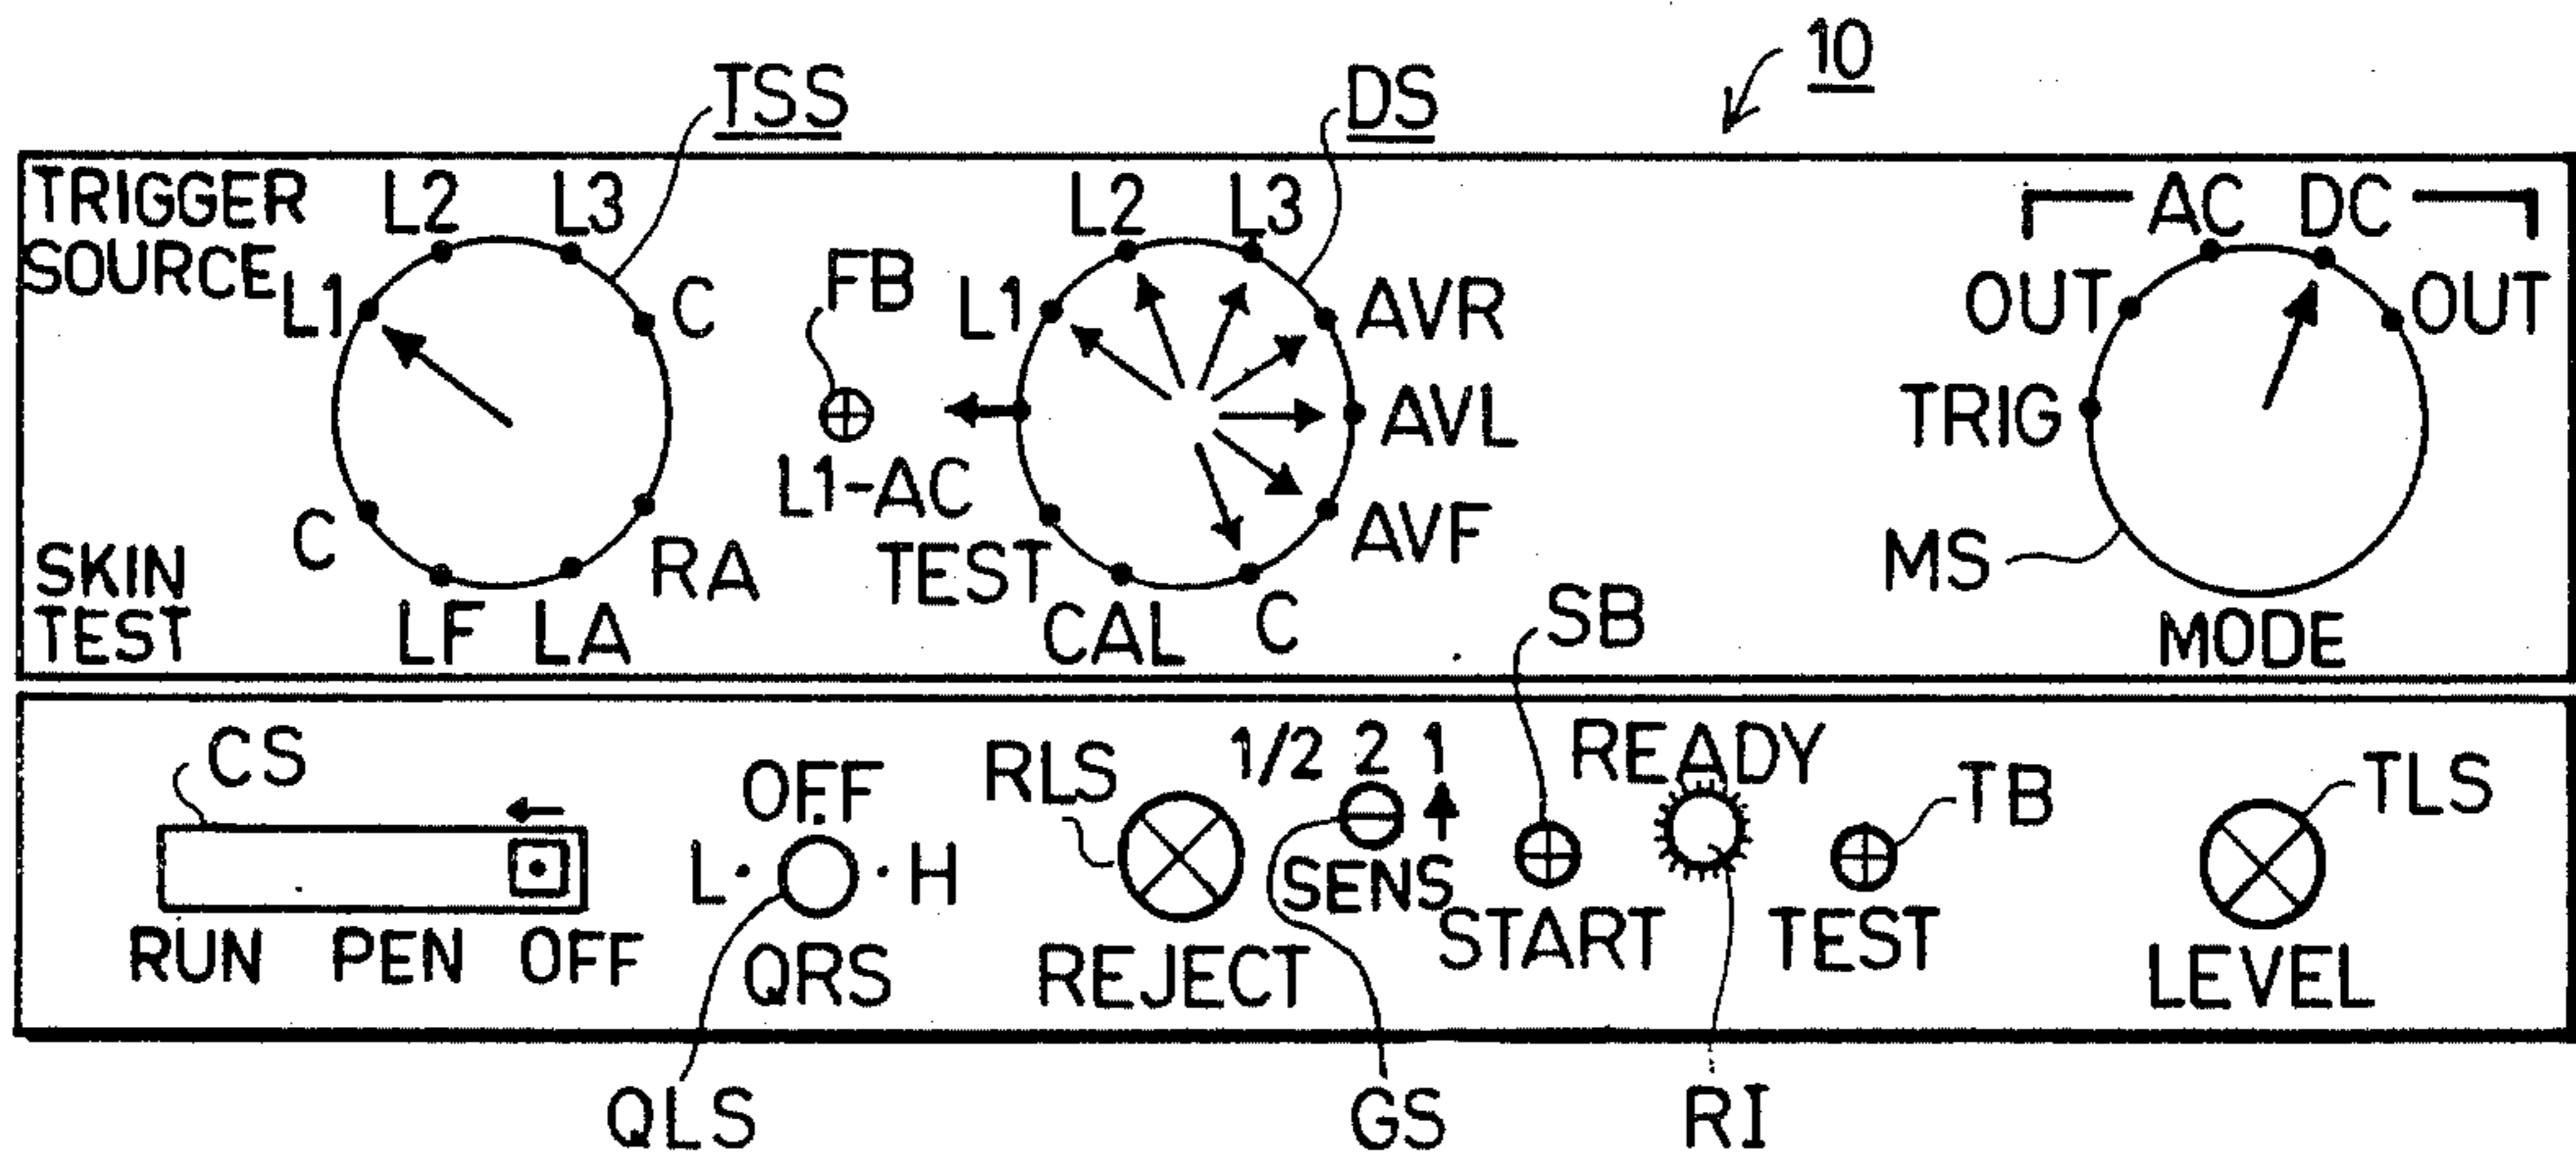 10
TSS
DS
TRIGGER
SOURCE
L1
L2
L3
C
RA
LA
LF
C
SKIN
TEST
FB
L1-AC
L1
L2
L3
AVR
AVL
AVF
C
CAL
TEST
AC DC
OUT
OUT
TRIG
MS
MODE
SB
CS
RUN PEN OFF
OFF
L
H
QRS
RLS
REJECT
1/2 2 1
SENS
START
READY
TB
TEST
TLS
LEVEL
QLS
GS
RI